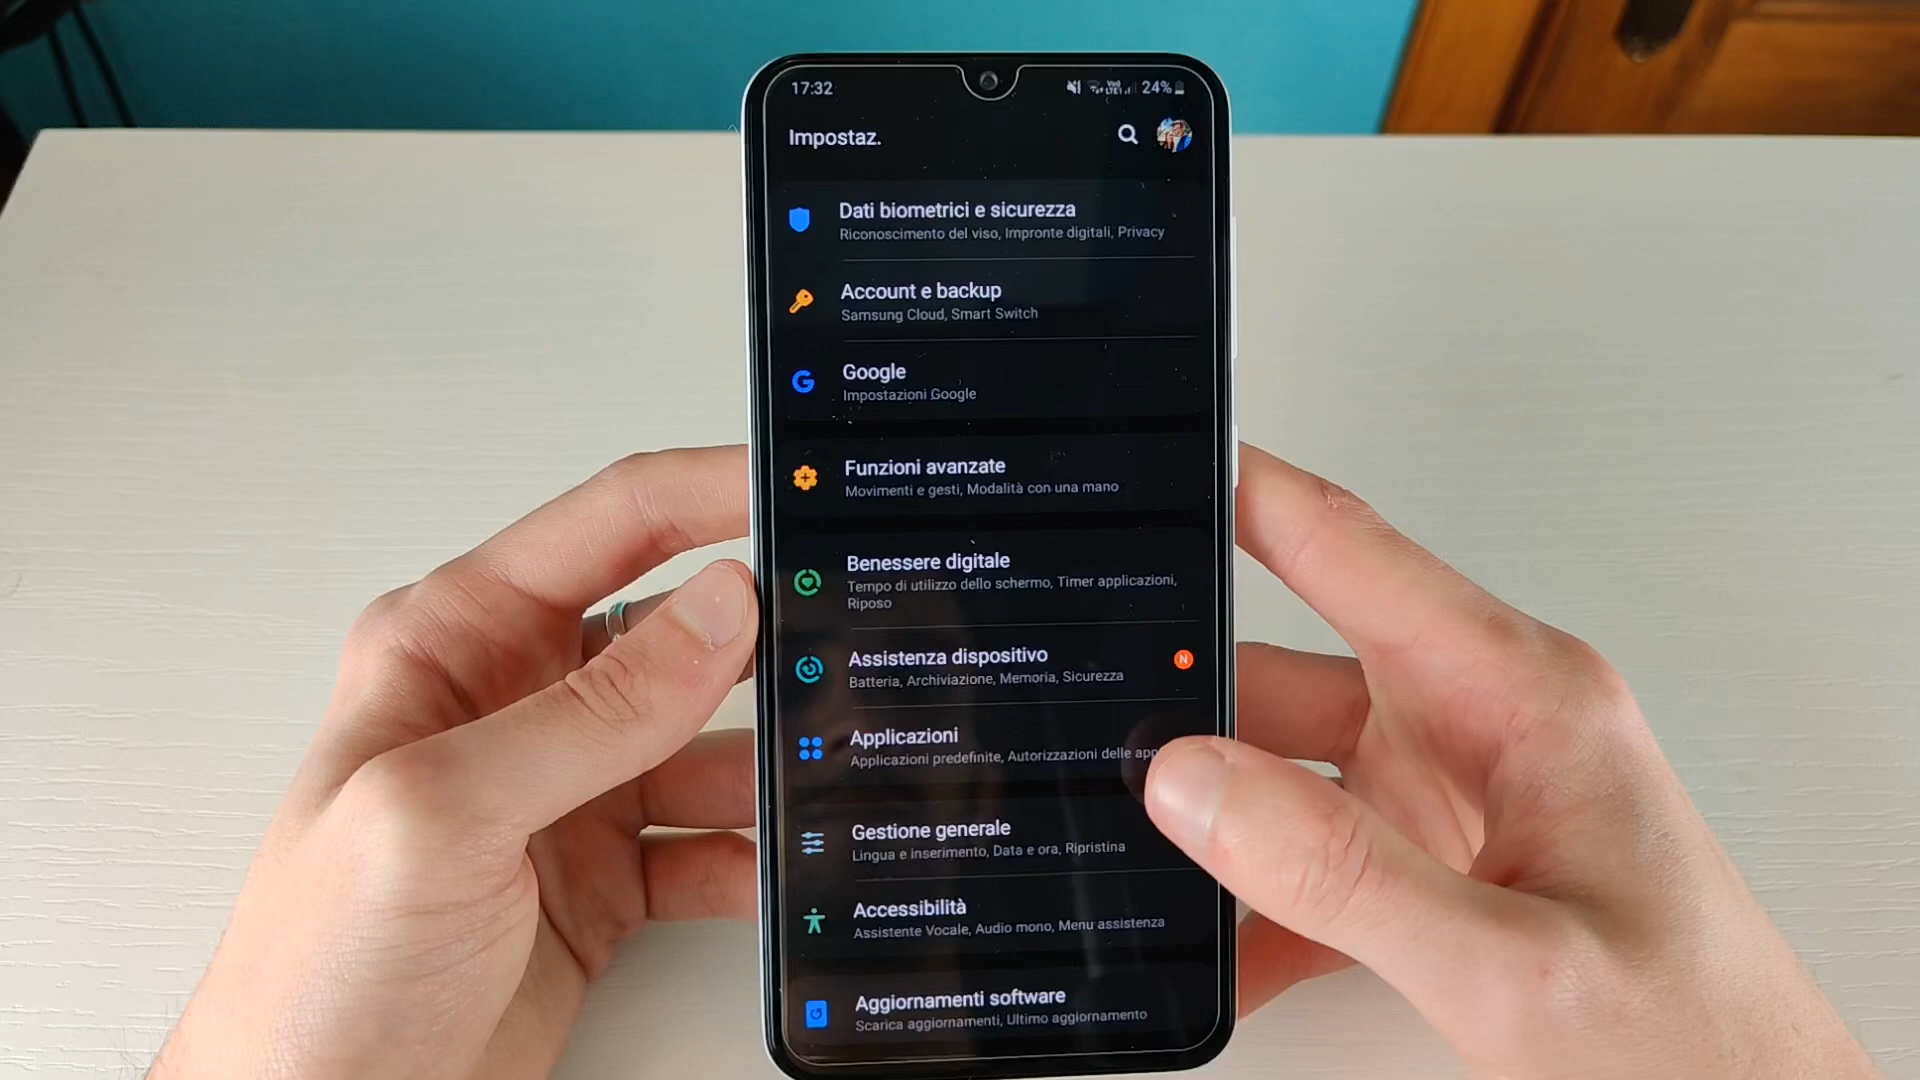 17:32
24%
Impostaz.
Dati biometrici e sicurezza
Riconoscimento del viso, Impronte digitali, Privacy
Account e backup
Samsung Cloud, Smart Switch
G
Google
Impostazioni Google
Funzioni avanzate
Movimenti e gesti, Modalità con una mano
Benessere digitale
Tempo di utilizzo dello schermo, Timer applicazioni,
Riposo
Assistenza dispositivo
N
Batteria, Archiviazione, Memoria, Sicurezza
Applicazioni
Applicazioni predefinite, Autorizzazioni delle app
Gestione generale
Lingua e inserimento, Data e ora, Ripristina
Accessibilità
Assistente Vocale, Audio mono, Menu assistenza
Aggiornamenti software
Scarica aggiornamenti, Ultimo aggiornamento